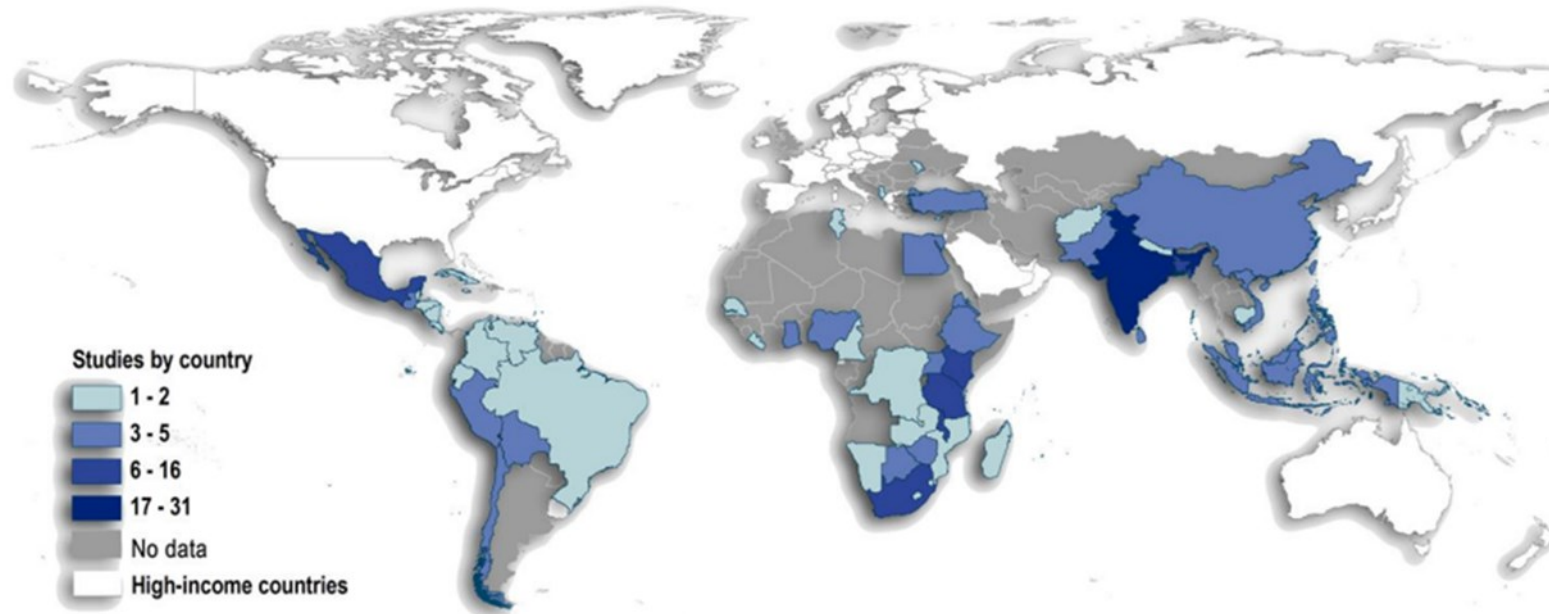 Studies by country
1 - 2
3 - 5
6 - 16
17 - 31
No data
High-income countries